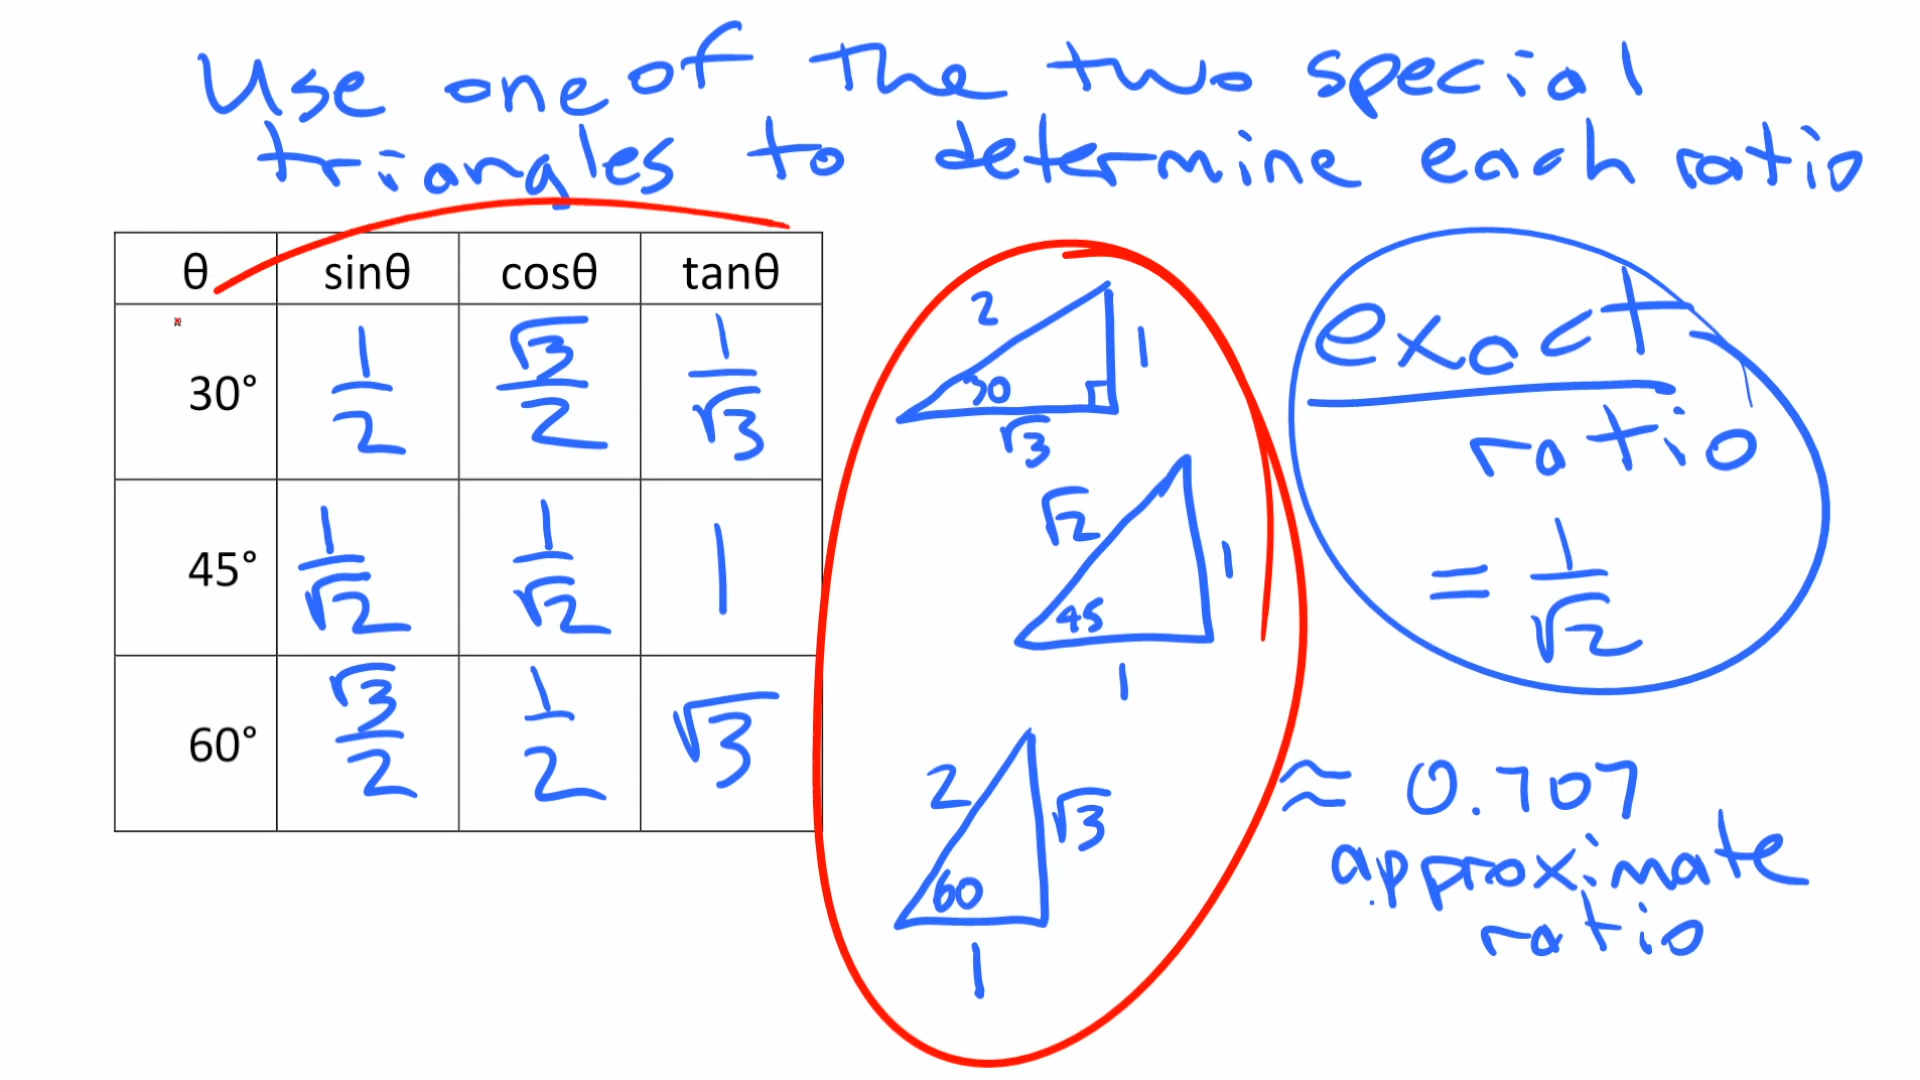 Use one of the two special
triangles to determine each ratio
θ sinθ cosθ tanθ
30° 1/2 √3/2 1/√3
45° 1/√2 1/√2 1
60° √3/2 1/2 √3
2 1
30
√3
√2 1
45
1
2 √3
60
1
exact
ratio
= 1/√2
≈ 0.707
approximate
ratio